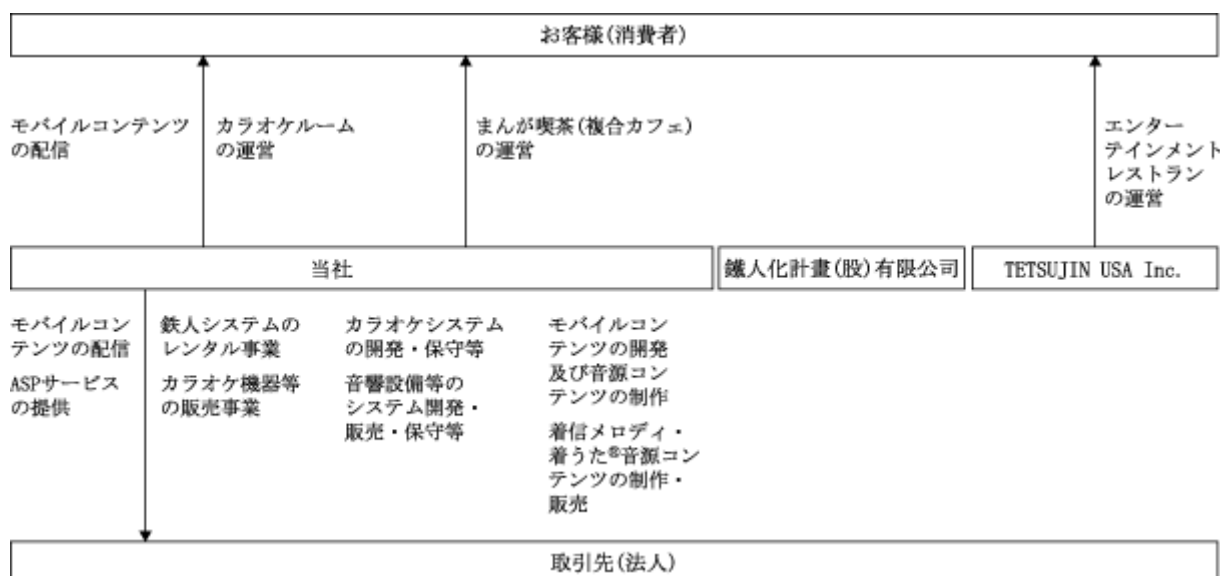 お客様(消費者)
モバイルコンテンツ
の配信
カラオケルーム
の運営
まんが喫茶(複合カフェ)
の運営
エンター
テインメント
レストラン
の運営
当社
鐵人化計畫(股)有限公司
TETSUJIN USA Inc.
モバイルコン
テンツの配信
ASPサービス
の提供
鉄人システムの
レンタル事業
カラオケ機器等
の販売事業
カラオケシステム
の開発・保守等
音響設備等の
システム開発・
販売・保守等
モバイルコン
テンツの開発
及び音源コン
テンツの制作
着信メロディ・
着うた®音源コン
テンツの制作・
販売
取引先(法人)